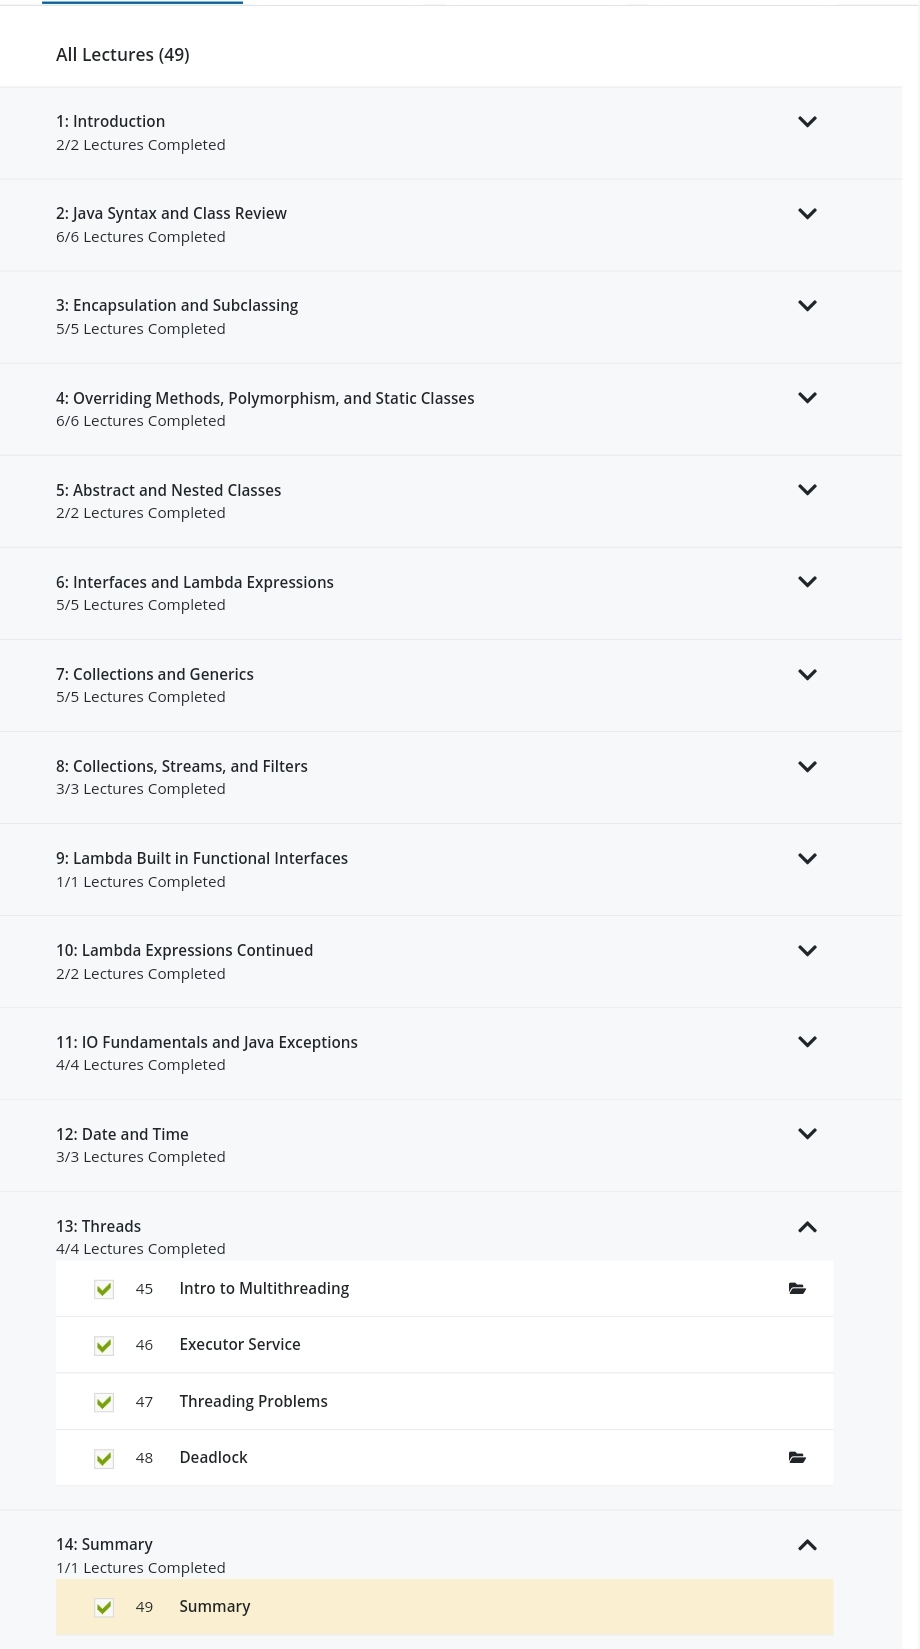 All Lectures (49)
1: Introduction
2/2 Lectures Completed
2: Java Syntax and Class Review
6/6 Lectures Completed
3: Encapsulation and Subclassing
5/5 Lectures Completed
4: Overriding Methods, Polymorphism, and Static Classes
6/6 Lectures Completed
5: Abstract and Nested Classes
2/2 Lectures Completed
6: Interfaces and Lambda Expressions
5/5 Lectures Completed
7: Collections and Generics
5/5 Lectures Completed
8: Collections, Streams, and Filters
3/3 Lectures Completed
9: Lambda Built in Functional Interfaces
1/1 Lectures Completed
10: Lambda Expressions Continued
2/2 Lectures Completed
11: IO Fundamentals and Java Exceptions
4/4 Lectures Completed
12: Date and Time
3/3 Lectures Completed
13: Threads
4/4 Lectures Completed
45 Intro to Multithreading
46 Executor Service
47 Threading Problems
48 Deadlock
14: Summary
1/1 Lectures Completed
49 Summary